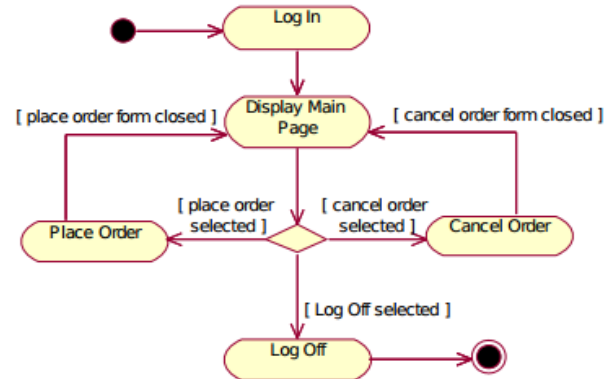 Log In
[ place order form closed ]
Display Main
Page
[ cancel order form closed ]
[ place order
selected ]
[ cancel order
selected ]
Place Order
Cancel Order
[ Log Off selected ]
Log Off